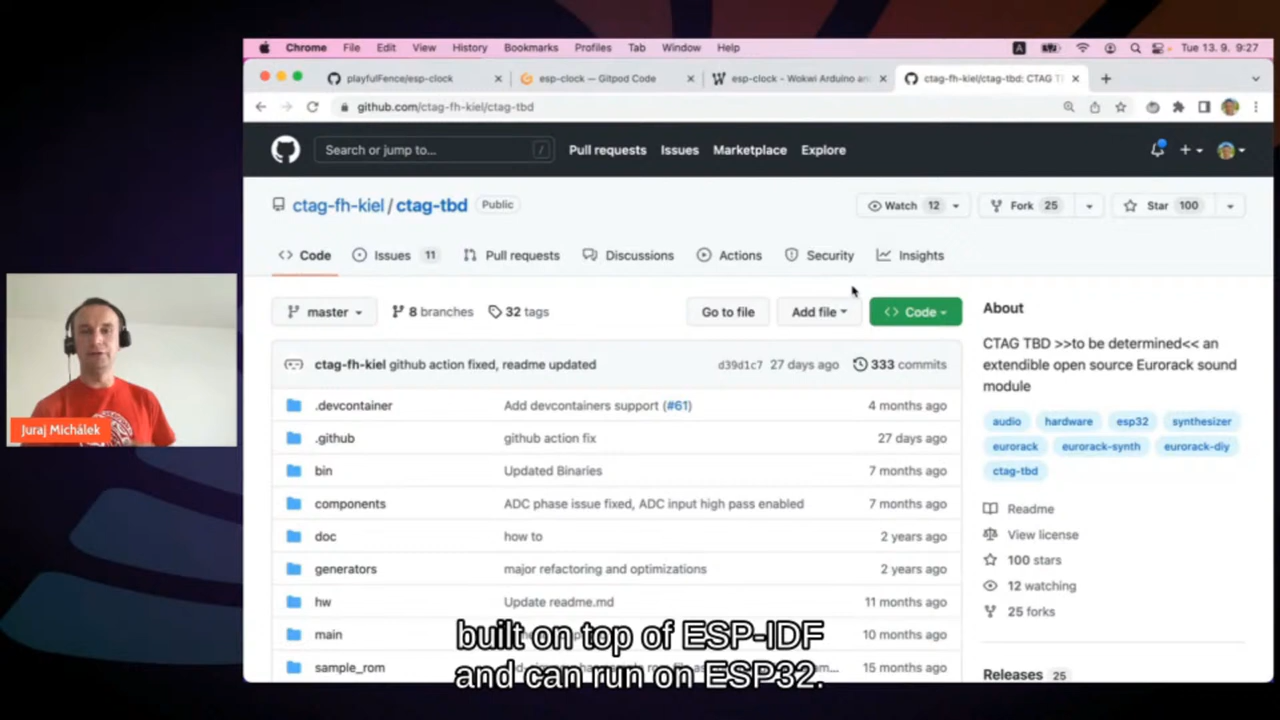 Chrome File Edit View History Bookmarks Profiles Tab Window Help A Tue 13. 9. 9:27
playfulFence/esp-clock esp-clock — Gitpod Code esp-clock - Wokwi Arduino an ctag-fh-kiel/ctag-tbd: CTAG T
github.com/ctag-fh-kiel/ctag-tbd
Search or jump to... / Pull requests Issues Marketplace Explore
ctag-fh-kiel / ctag-tbd Public Watch 12 Fork 25 Star 100
Code Issues 11 Pull requests Discussions Actions Security Insights
master 8 branches 32 tags Go to file Add file Code
ctag-fh-kiel github action fixed, readme updated d39d1c7 27 days ago 333 commits
.devcontainer Add devcontainers support (#61) 4 months ago
.github github action fix 27 days ago
bin Updated Binaries 7 months ago
components ADC phase issue fixed, ADC input high pass enabled 7 months ago
doc how to 2 years ago
generators major refactoring and optimizations 2 years ago
hw Update readme.md 11 months ago
main 10 months ago
sample_rom 15 months ago
About
CTAG TBD >>to be determined<< an
extendible open source Eurorack sound
module
audio hardware esp32 synthesizer
eurorack eurorack-synth eurorack-diy
ctag-tbd
Readme
View license
100 stars
12 watching
25 forks
Releases 25
Juraj Michálek
built on top of ESP-IDF
and can run on ESP32.